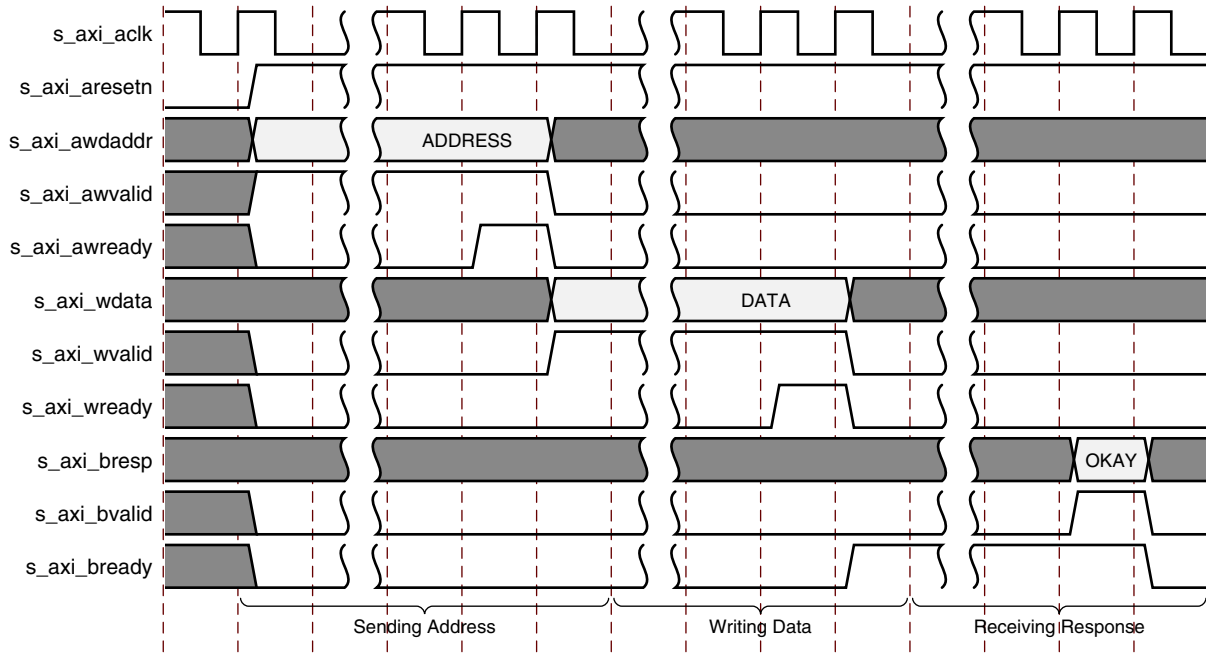 s_axi_aclk
s_axi_aresetn
s_axi_awdaddr
ADDRESS
s_axi_awvalid
s_axi_awready
s_axi_wdata
DATA
s_axi_wvalid
s_axi_wready
s_axi_bresp
OKAY
s_axi_bvalid
s_axi_bready
Sending Address
Writing Data
Receiving Response